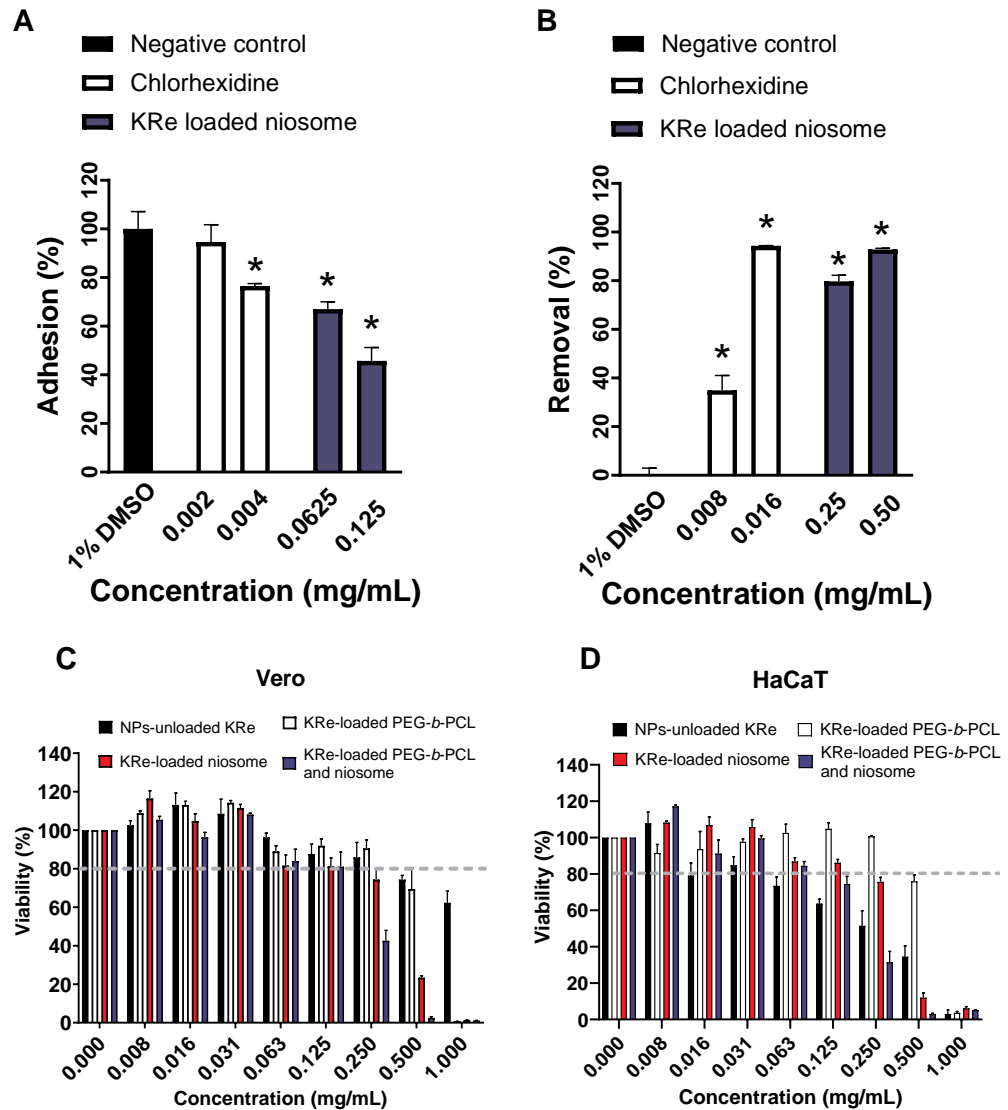 A
Negative control
Chlorhexidine
KRe loaded niosome
Adhesion (%)
120
100
80
60
40
20
0
*
*
*
1% DMSO
0.002
0.004
0.0625
0.125
Concentration (mg/mL)
B
Negative control
Chlorhexidine
KRe loaded niosome
Removal (%)
120
100
80
60
40
20
0
*
*
*
*
1% DMSO
0.008
0.016
0.25
0.50
Concentration (mg/mL)
C
Vero
NPs-unloaded KRe
KRe-loaded PEG-b-PCL
KRe-loaded niosome
KRe-loaded PEG-b-PCL
and niosome
Viability (%)
140
120
100
80
60
40
20
0
0.000
0.008
0.016
0.031
0.063
0.125
0.250
0.500
1.000
Concentration (mg/mL)
D
HaCaT
NPs-unloaded KRe
KRe-loaded PEG-b-PCL
KRe-loaded niosome
KRe-loaded PEG-b-PCL
and niosome
Viability (%)
140
120
100
80
60
40
20
0
0.000
0.008
0.016
0.031
0.063
0.125
0.250
0.500
1.000
Concentration (mg/mL)